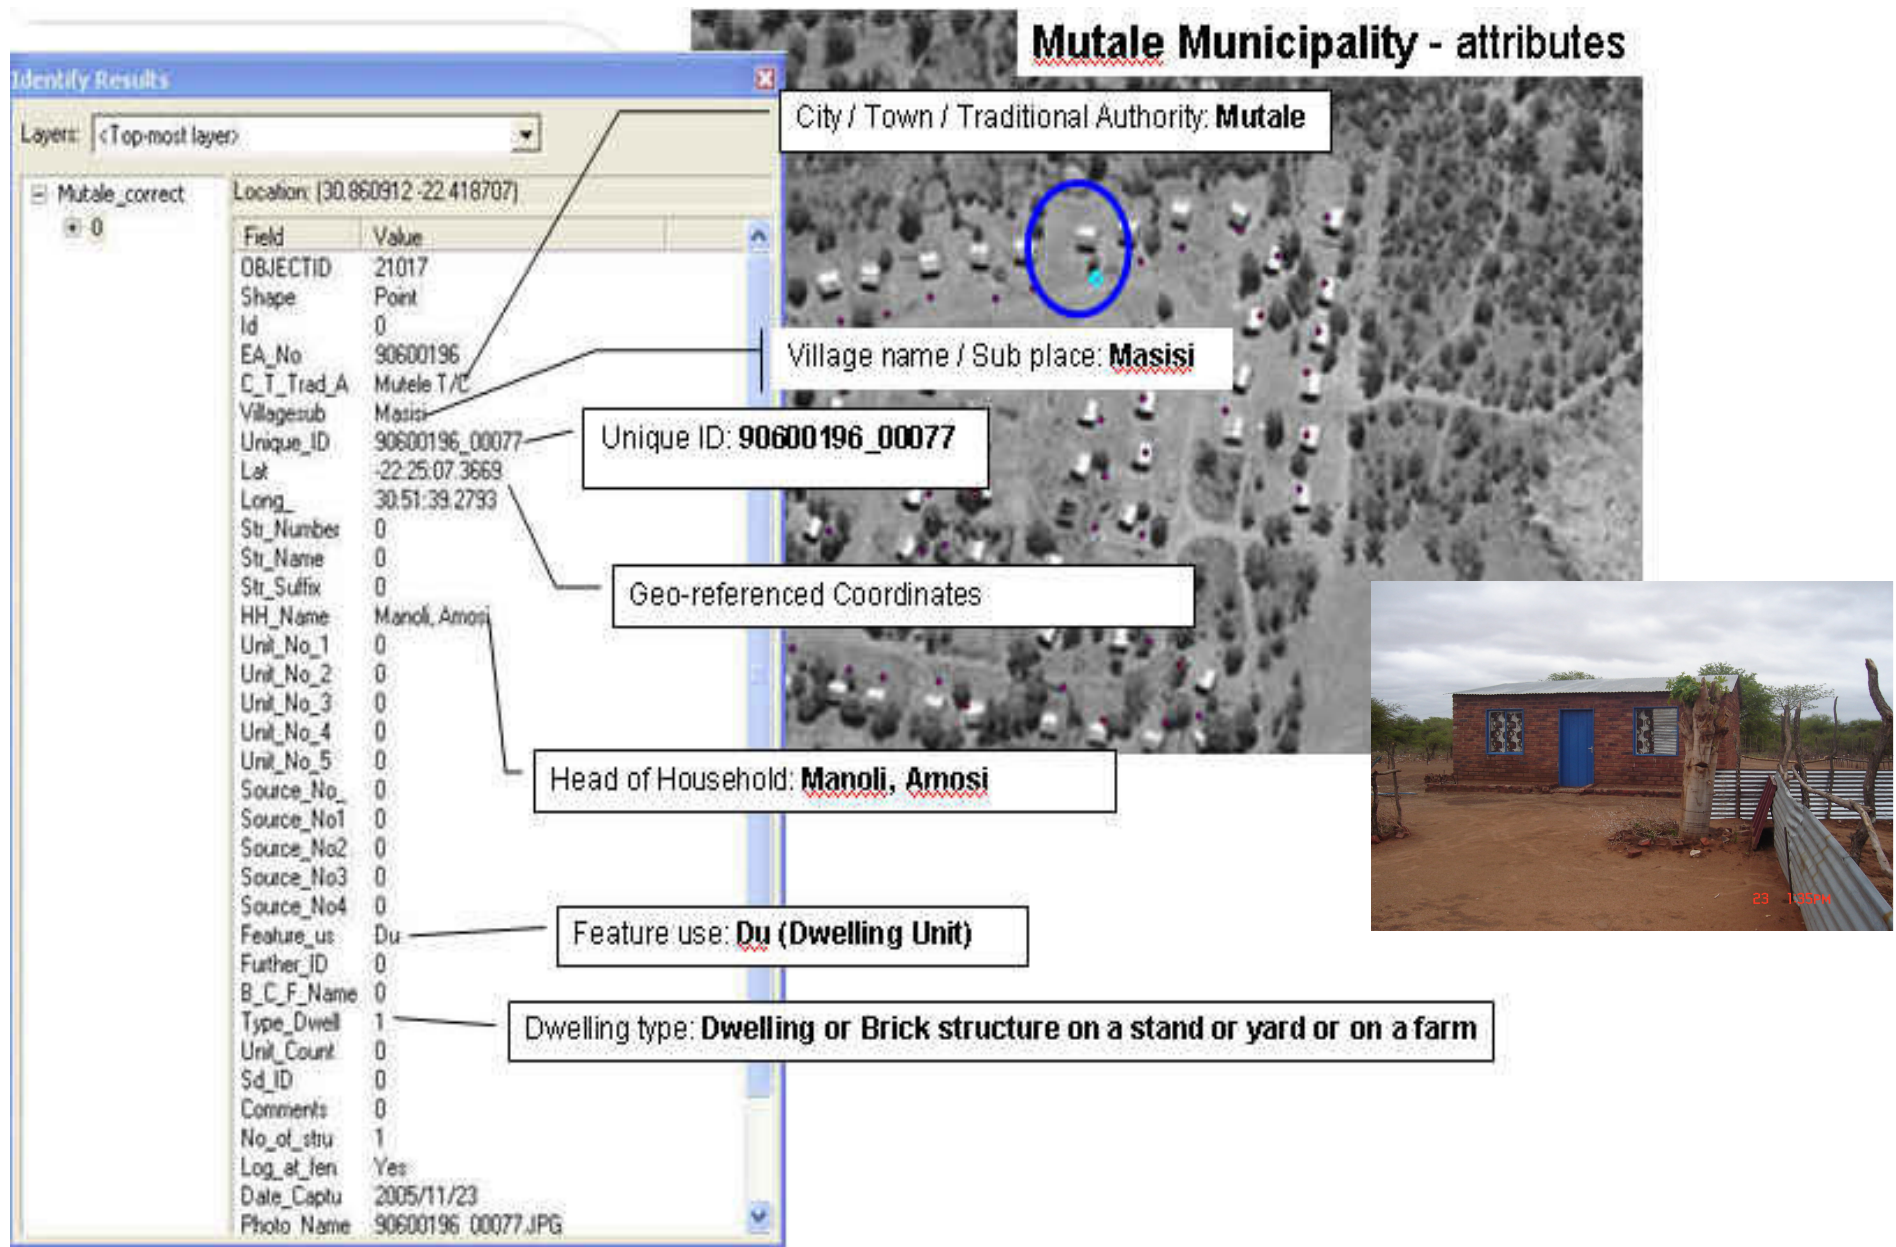 Mutale Municipality - attributes
Identify Results
Layers: <Top-most layer>
Mutale_correct
0
Location: (30.860912 -22.418707)
Field Value
OBJECTID 21017
Shape Point
Id 0
EA_No 90600196
C_T_Trad_A Mutele T/C
Villagesub Masisi
Unique_ID 90600196_00077
Lat -22:25:07.3669
Long_ 30:51:39.2793
Str_Number 0
Str_Name 0
Str_Suffix 0
HH_Name Manoli, Amosi
Unit_No_1 0
Unit_No_2 0
Unit_No_3 0
Unit_No_4 0
Unit_No_5 0
Source_No_ 0
Source_No1 0
Source_No2 0
Source_No3 0
Source_No4 0
Feature_us Du
Further_ID 0
B_C_F_Name 0
Type_Dwell 1
Unit_Count 0
Sd_ID 0
Comments 0
No_of_stru 1
Log_at_fen Yes
Date_Captu 2005/11/23
Photo_Name 90600196_00077.JPG
City / Town / Traditional Authority: Mutale
Village name / Sub place: Masisi
Unique ID: 90600196_00077
Geo-referenced Coordinates
Head of Household: Manoli, Amosi
Feature use: Du (Dwelling Unit)
Dwelling type: Dwelling or Brick structure on a stand or yard or on a farm
23 1:35PM